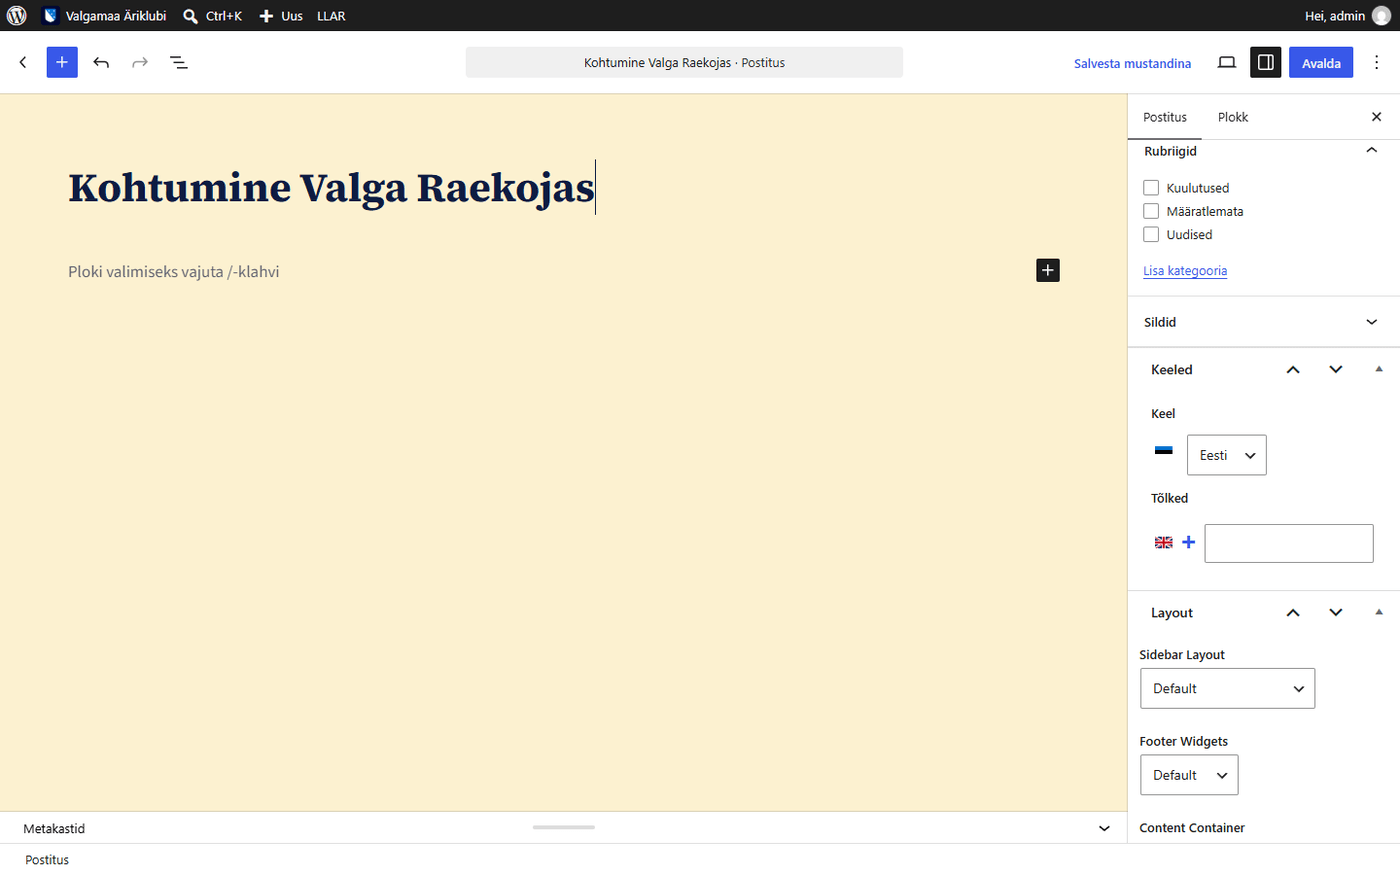 Valgamaa Äriklubi Ctrl+K Uus LLAR Hei, admin
Kohtumine Valga Raekojas · Postitus
Salvesta mustandina Avalda
Kohtumine Valga Raekojas
Ploki valimiseks vajuta /-klahvi
Postitus Plokk
Rubriigid
Kuulutused
Määratlemata
Uudised
Lisa kategooria
Sildid
Keeled
Keel
Eesti
Tõlked
Layout
Sidebar Layout
Default
Footer Widgets
Default
Content Container
Metakastid
Postitus